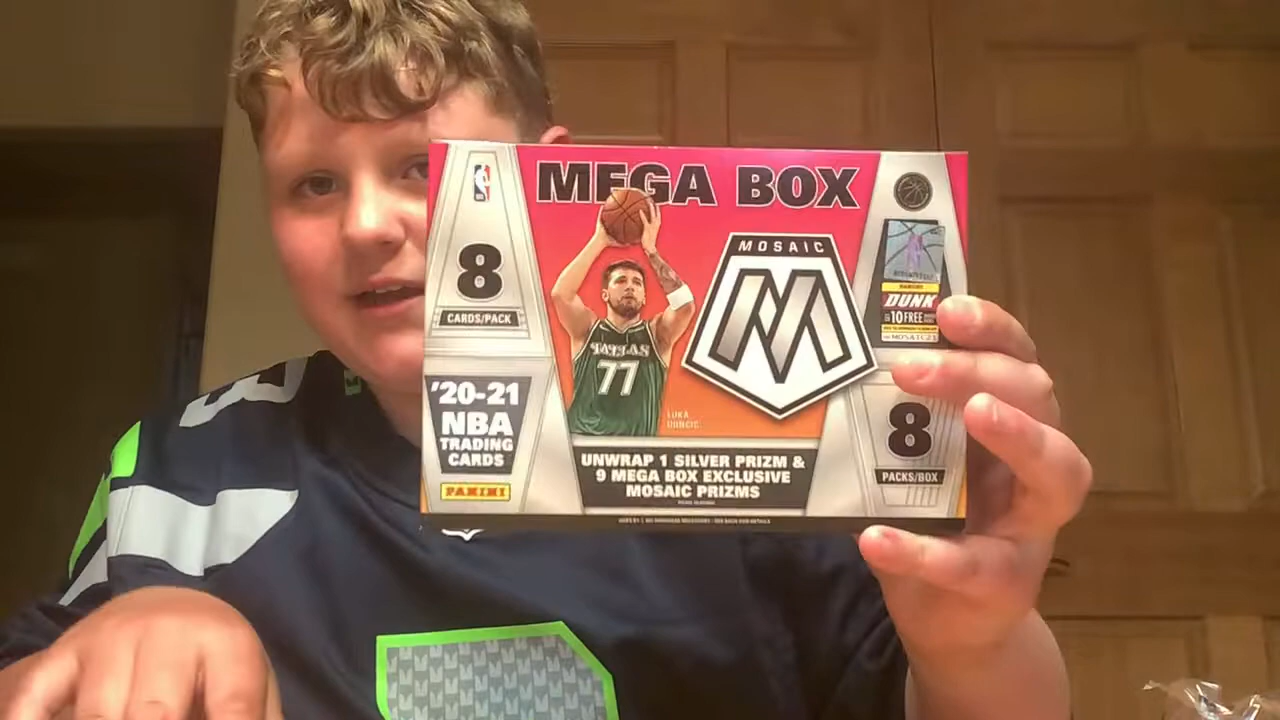 MEGA BOX
8
CARDS/PACK
'20-21
NBA
TRADING
CARDS
PANINI
DALLAS
77
LUKA
DONCIC
MOSAIC
UNWRAP 1 SILVER PRIZM &
9 MEGA BOX EXCLUSIVE
MOSAIC PRIZMS
PANINI
DUNK
10 FREE
8
PACKS/BOX